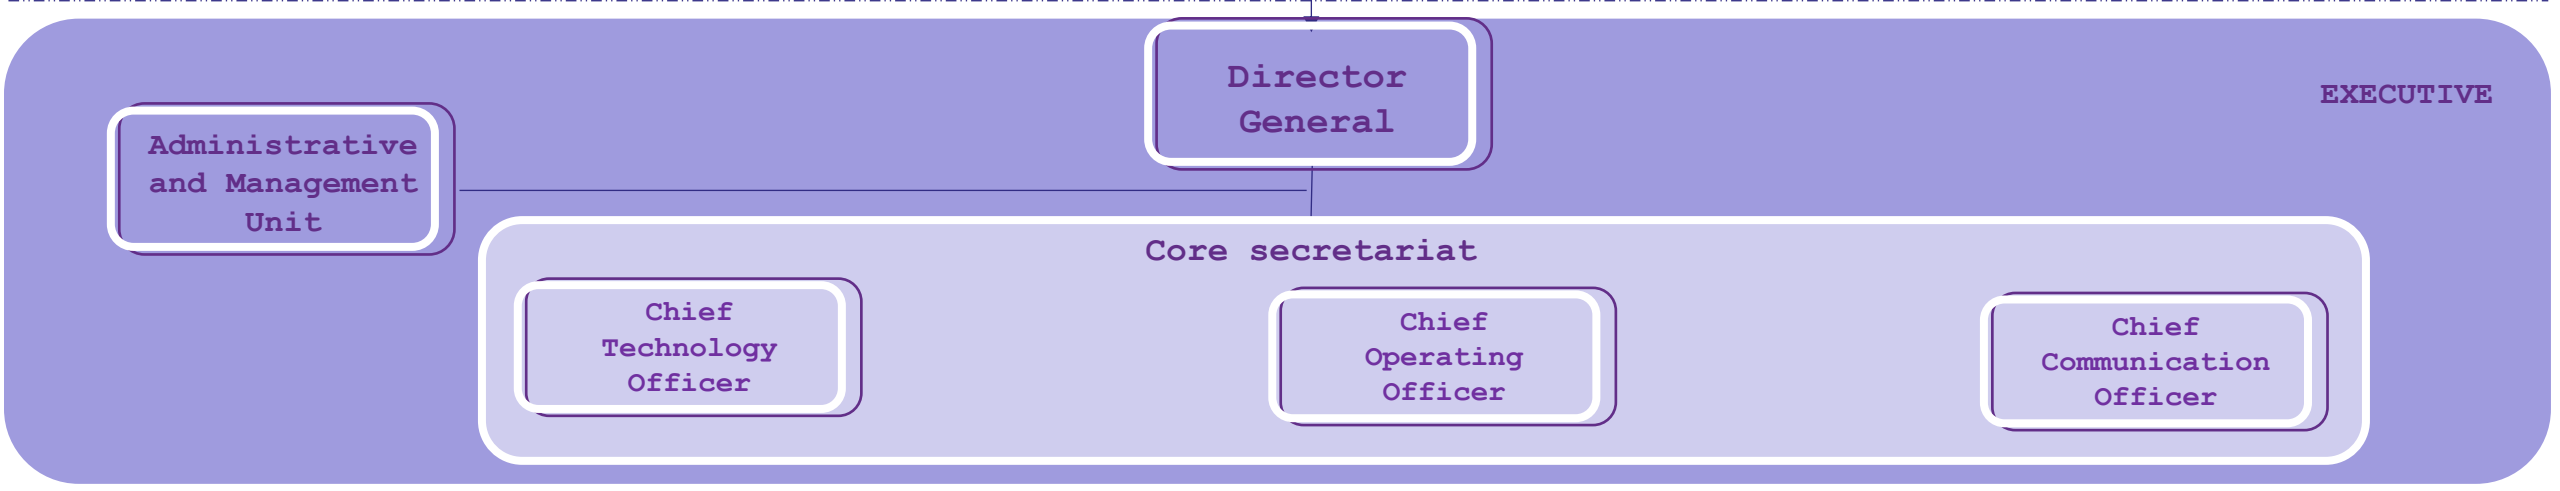 Director
General
EXECUTIVE
Administrative
and Management
Unit
Core secretariat
Chief
Technology
Officer
Chief
Operating
Officer
Chief
Communication
Officer